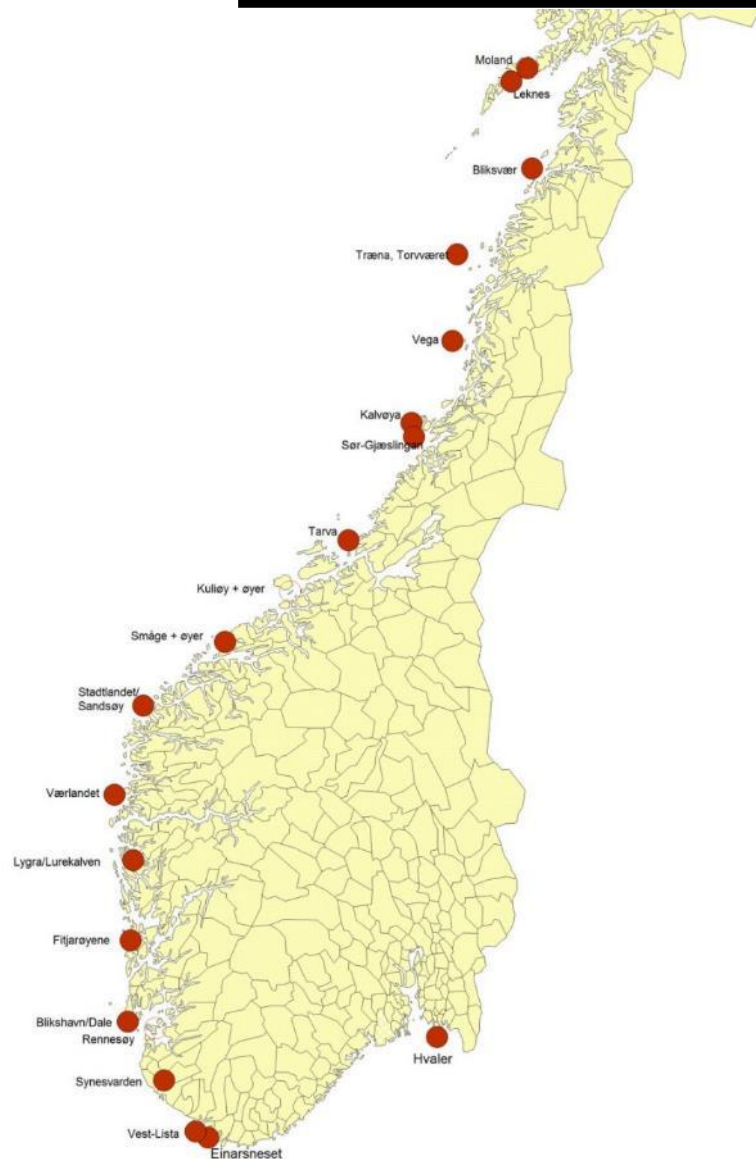 Moland
Leknes
Bliksvær
Træna, Torvværet
Vega
Kalvøya
Sør-Gjæslingan
Tarva
Kuliøy + øyer
Småge + øyer
Stadtlandet/
Sandsøy
Værlandet
Lygra/Lurekalven
Fitjarøyene
Blikshavn/Dale
Rennesøy
Hvaler
Synesvarden
Vest-Lista
Einarsneset